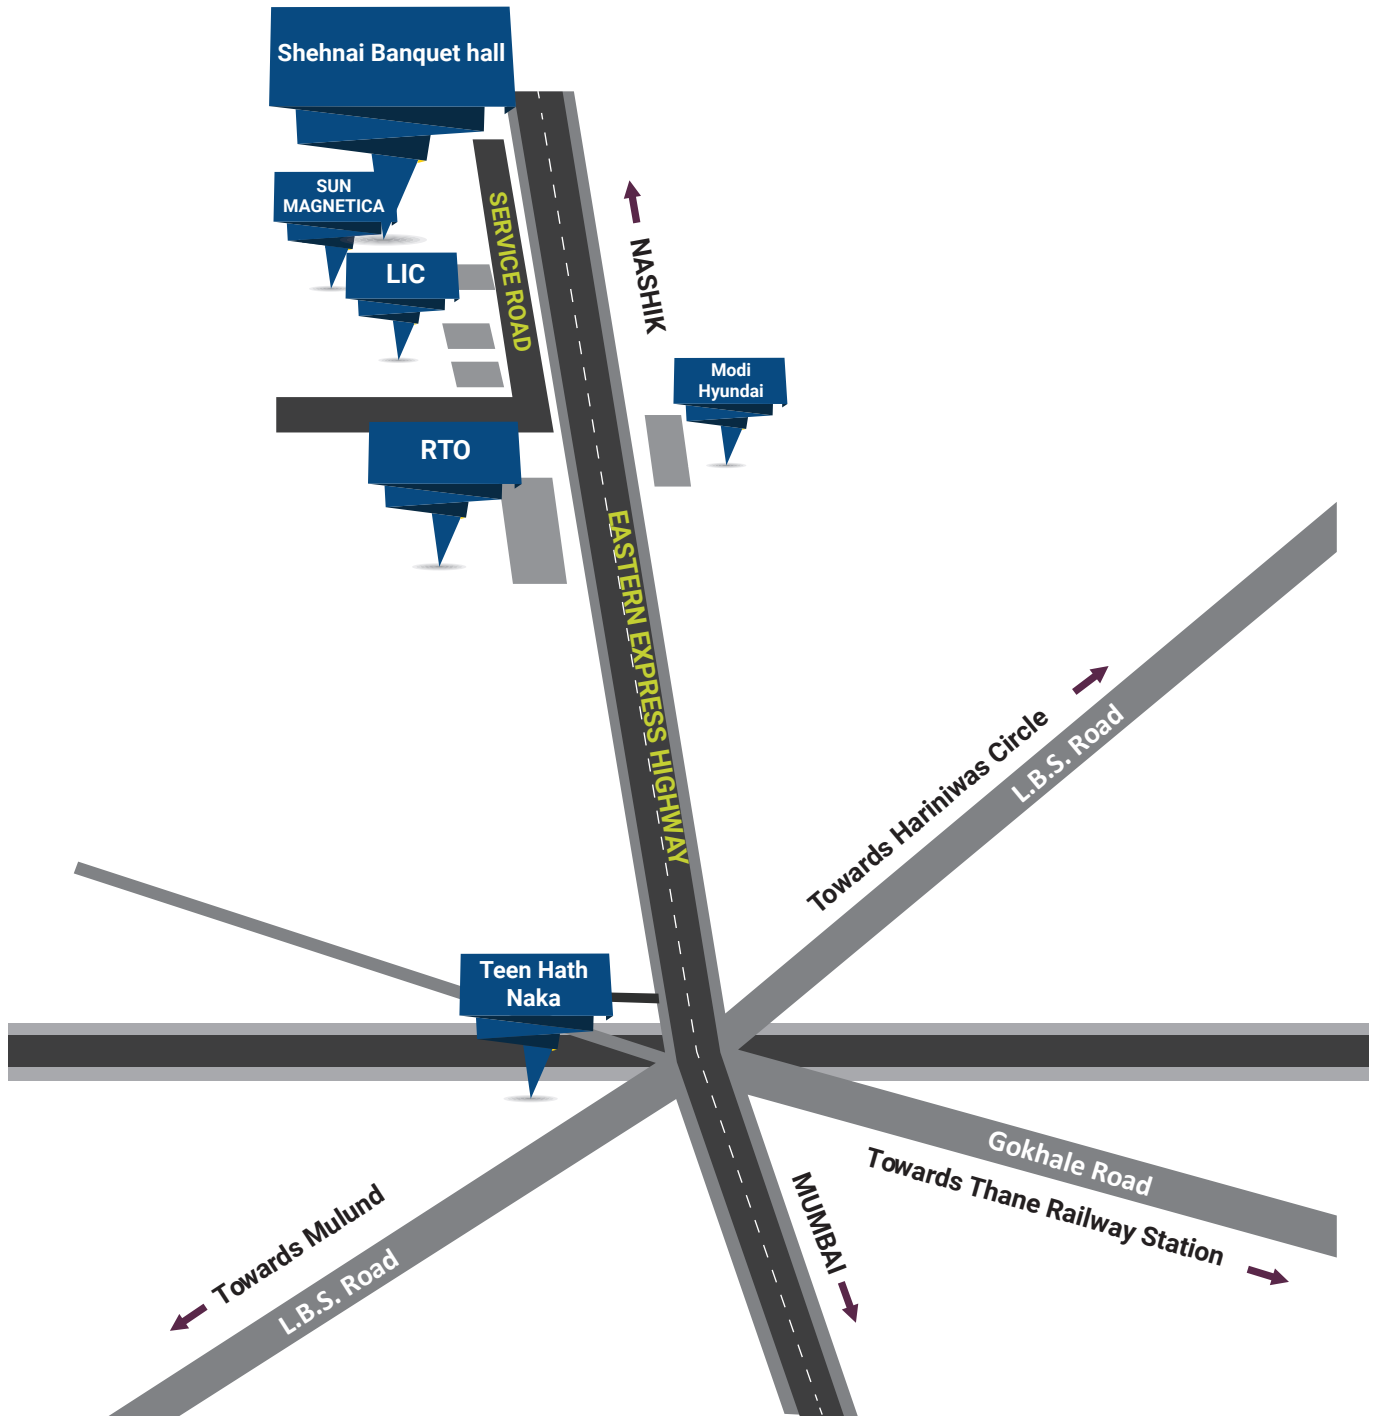 Shehnai Banquet hall
SUN
MAGNETICA
SERVICE ROAD
NASHIK
LIC
Modi
Hyundai
RTO
EASTERN EXPRESS HIGHWAY
Towards Hariniwas Circle
L.B.S. Road
Teen Hath
Naka
Gokhale Road
Towards Thane Railway Station
MUMBAI
Towards Mulund
L.B.S. Road